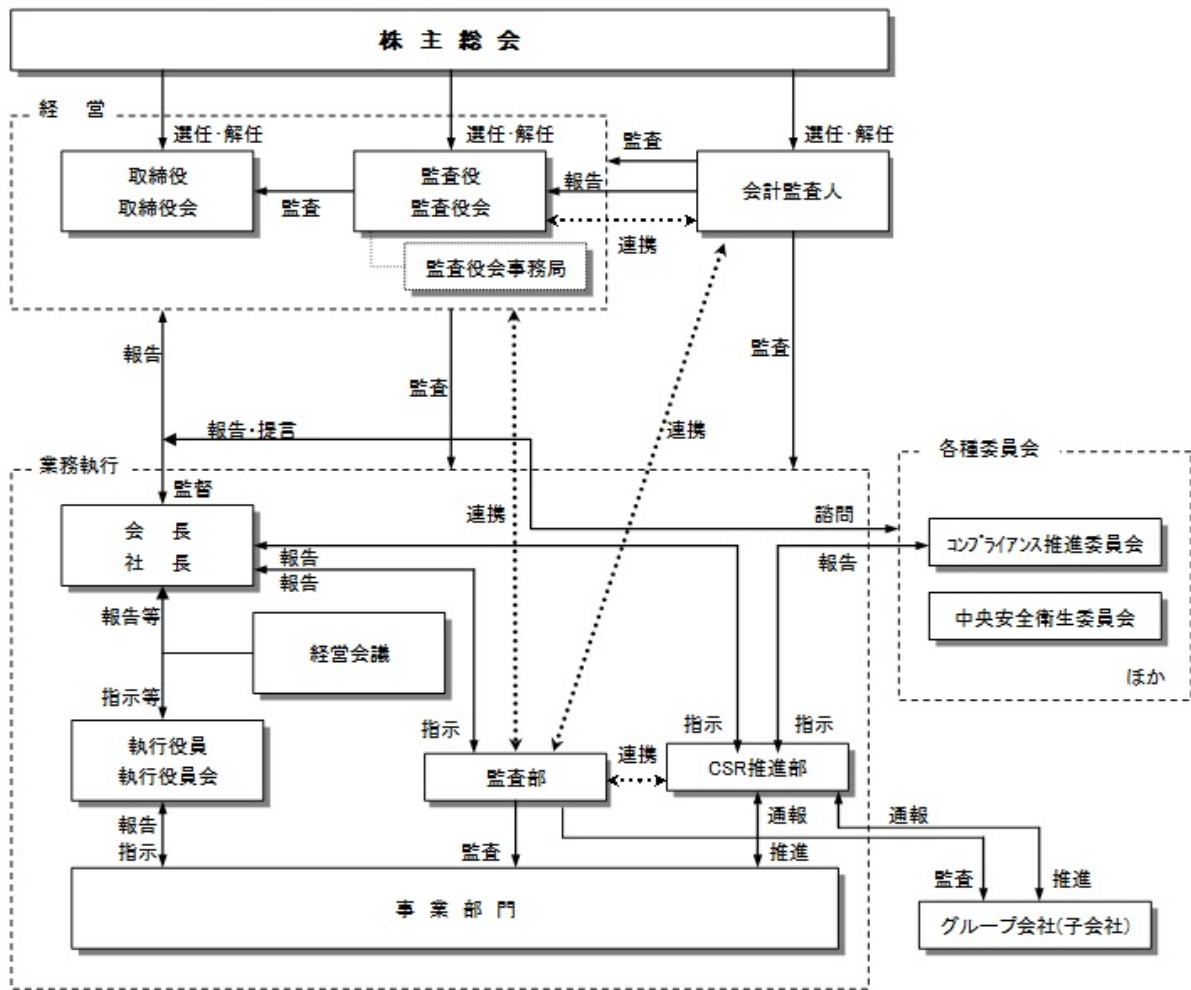 株 主 総 会
経 営
選任・解任
選任・解任
選任・解任
取締役
取締役会
監査
監査役
監査役会
監査
報告
会計監査人
連携
監査役会事務局
報告
監査
監査
報告・提言
連携
業務執行
監督
各種委員会
会 長
社 長
連携
諮問
報告
報告
報告
コンプライアンス推進委員会
中央安全衛生委員会
ほか
報告等
経営会議
指示等
執行役員
執行役員会
指示
監査部
連携
指示
指示
CSR推進部
報告
指示
監査
通報
推進
通報
監査
推進
事 業 部 門
グループ会社(子会社)